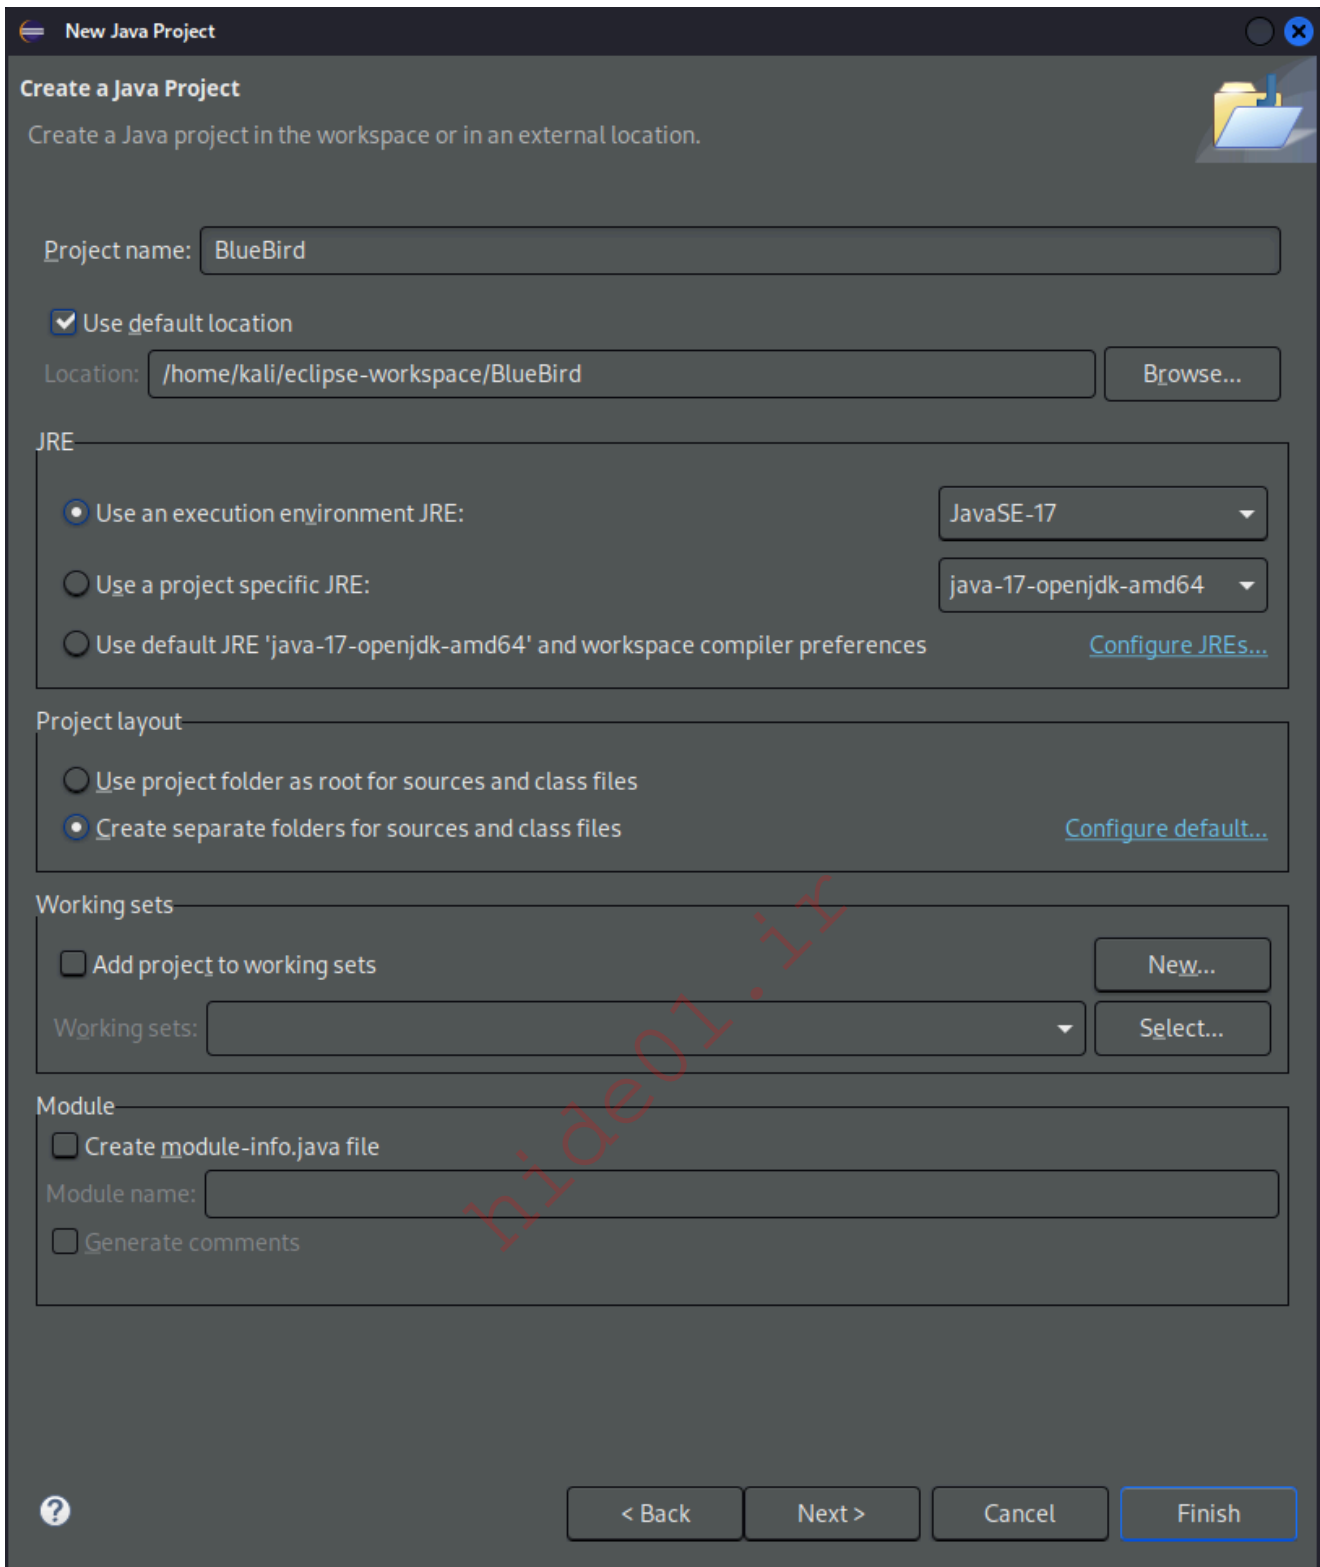 New Java Project
Create a Java Project
Create a Java project in the workspace or in an external location.
Project name: BlueBird
Use default location
Location: /home/kali/eclipse-workspace/BlueBird Browse...
JRE
Use an execution environment JRE: JavaSE-17
Use a project specific JRE: java-17-openjdk-amd64
Use default JRE 'java-17-openjdk-amd64' and workspace compiler preferences Configure JREs...
Project layout
Use project folder as root for sources and class files
Create separate folders for sources and class files Configure default...
Working sets
Add project to working sets New...
Working sets: Select...
Module
Create module-info.java file
Module name:
Generate comments
hide01.ir
? < Back Next > Cancel Finish